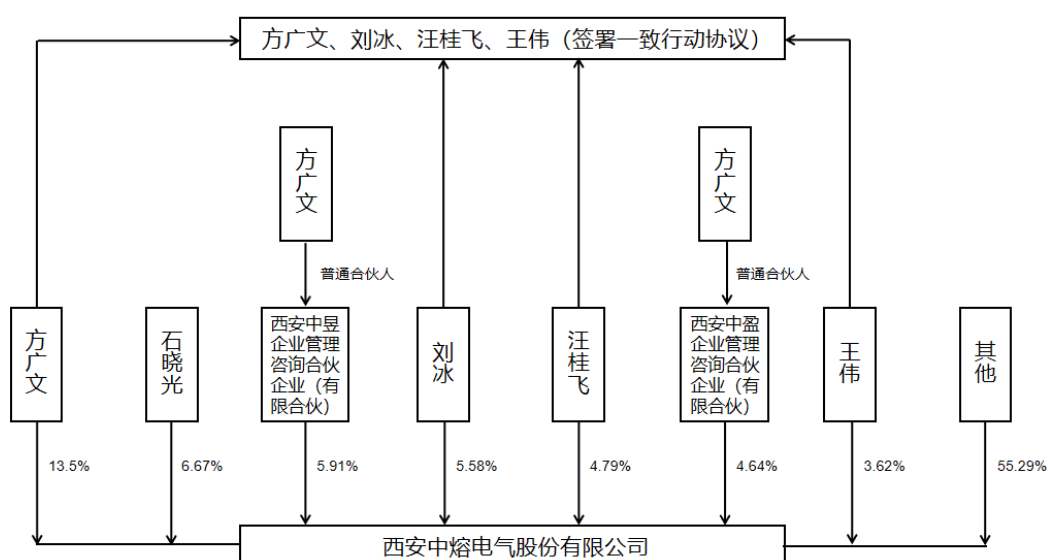 方广文、刘冰、汪桂飞、王伟（签署一致行动协议）
方广文
方广文
普通合伙人
普通合伙人
方广文
石晓光
西安中昱
企业管理
咨询合伙
企业（有
限合伙）
刘冰
汪桂飞
西安中盈
企业管理
咨询合伙
企业（有
限合伙）
王伟
其他
13.5%
6.67%
5.91%
5.58%
4.79%
4.64%
3.62%
55.29%
西安中熔电气股份有限公司